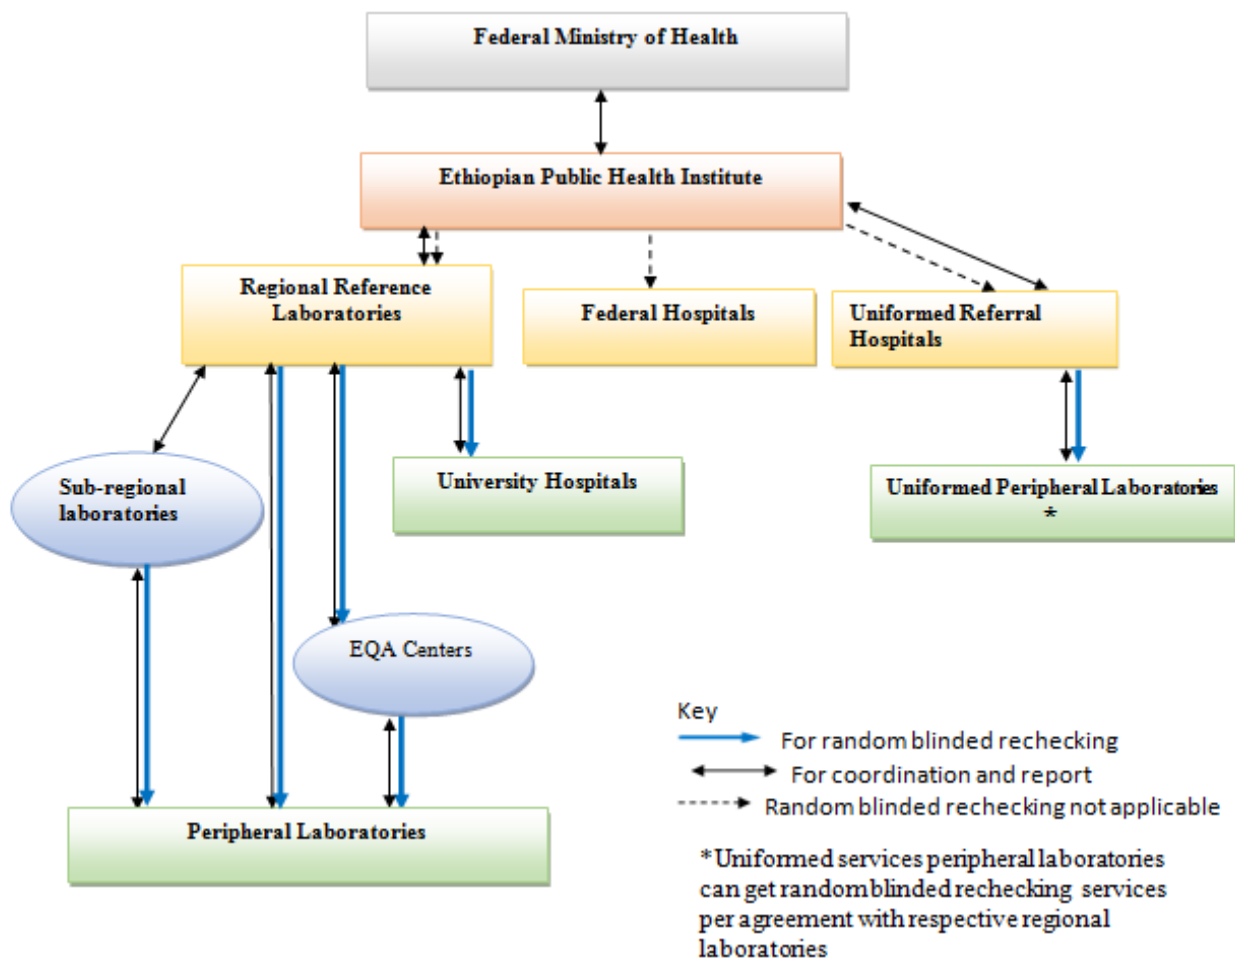 Federal Ministry of Health
Ethiopian Public Health Institute
Regional Reference
Laboratories
Federal Hospitals
Uniformed Referral
Hospitals
Sub-regional
laboratories
University Hospitals
Uniformed Peripheral Laboratories
*
EQA Centers
Peripheral Laboratories
Key
For random blinded rechecking
For coordination and report
Random blinded rechecking not applicable
*Uniformed services peripheral laboratories
can get random blinded rechecking services
per agreement with respective regional
laboratories